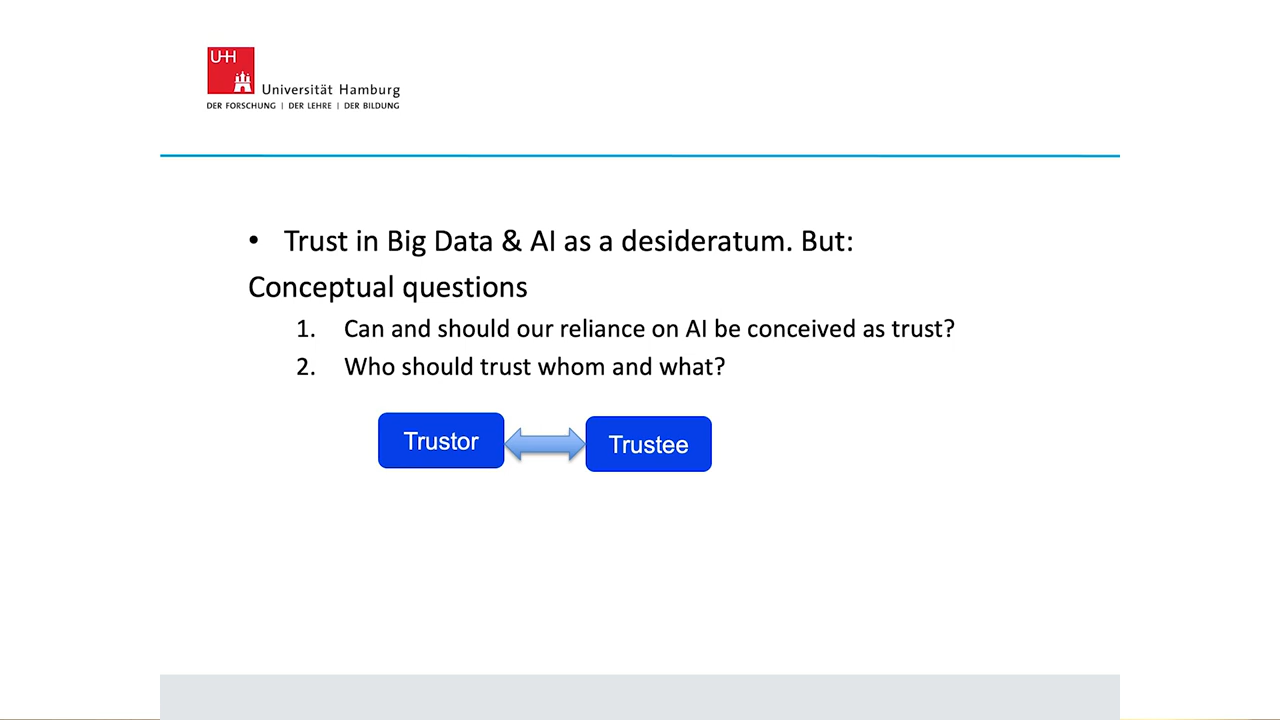 UHH
Universität Hamburg
DER FORSCHUNG | DER LEHRE | DER BILDUNG
• Trust in Big Data & AI as a desideratum. But:
Conceptual questions
1. Can and should our reliance on AI be conceived as trust?
2. Who should trust whom and what?
Trustor
Trustee